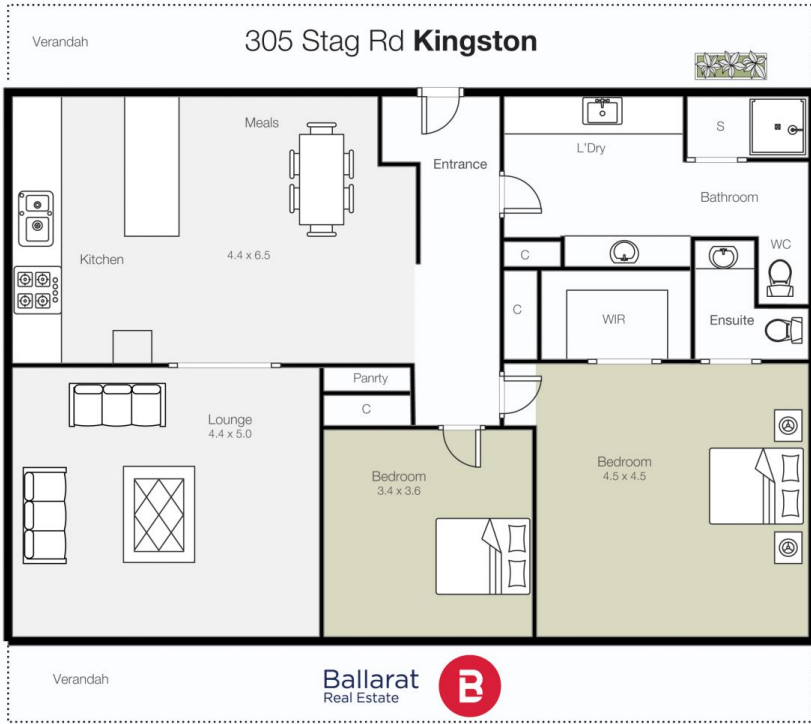 Verandah
305 Stag Rd Kingston
Meals
Entrance
L'Dry
S
Bathroom
Kitchen
4.4 x 6.5
C
WC
C
WIR
Ensuite
Panrty
C
Lounge
4.4 x 5.0
Bedroom
3.4 x 3.6
Bedroom
4.5 x 4.5
Verandah
Ballarat
Real Estate
B